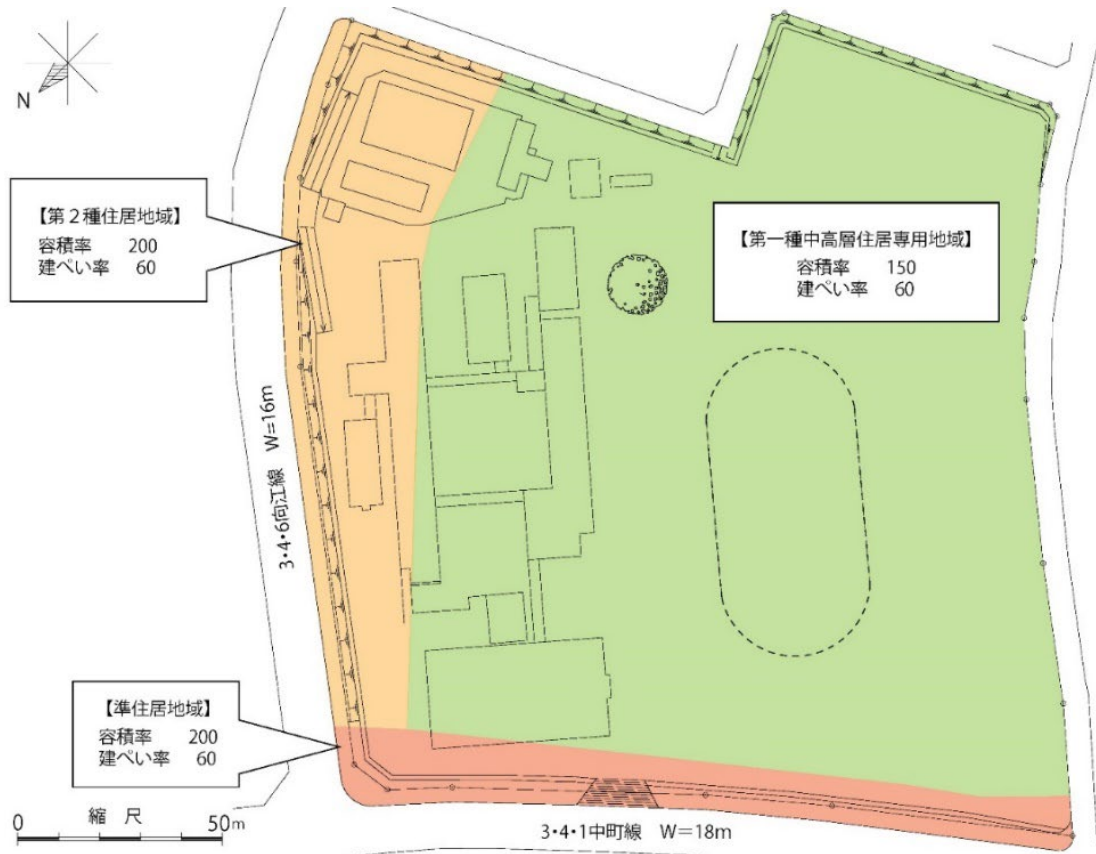 N
【第2種住居地域】
容積率 200
建ぺい率 60
【第一種中高層住居専用地域】
容積率 150
建ぺい率 60
3・4・6向江線 W=16m
【準住居地域】
容積率 200
建ぺい率 60
縮 尺
0 50m
3・4・1中町線 W=18m